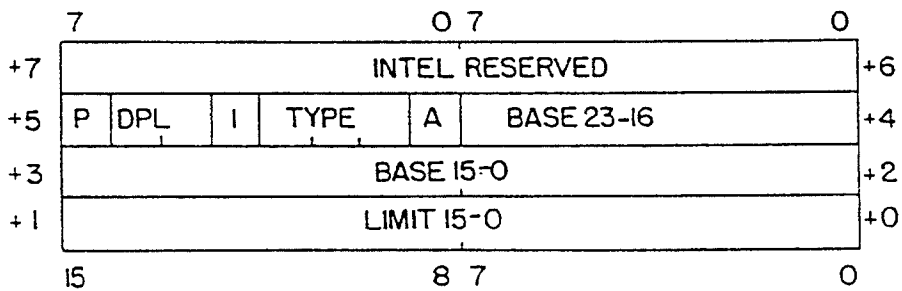 7 0 7 0
+7 INTEL RESERVED +6
+5 P DPL I TYPE A BASE 23-16 +4
+3 BASE 15-0 +2
+1 LIMIT 15-0 +0
15 8 7 0